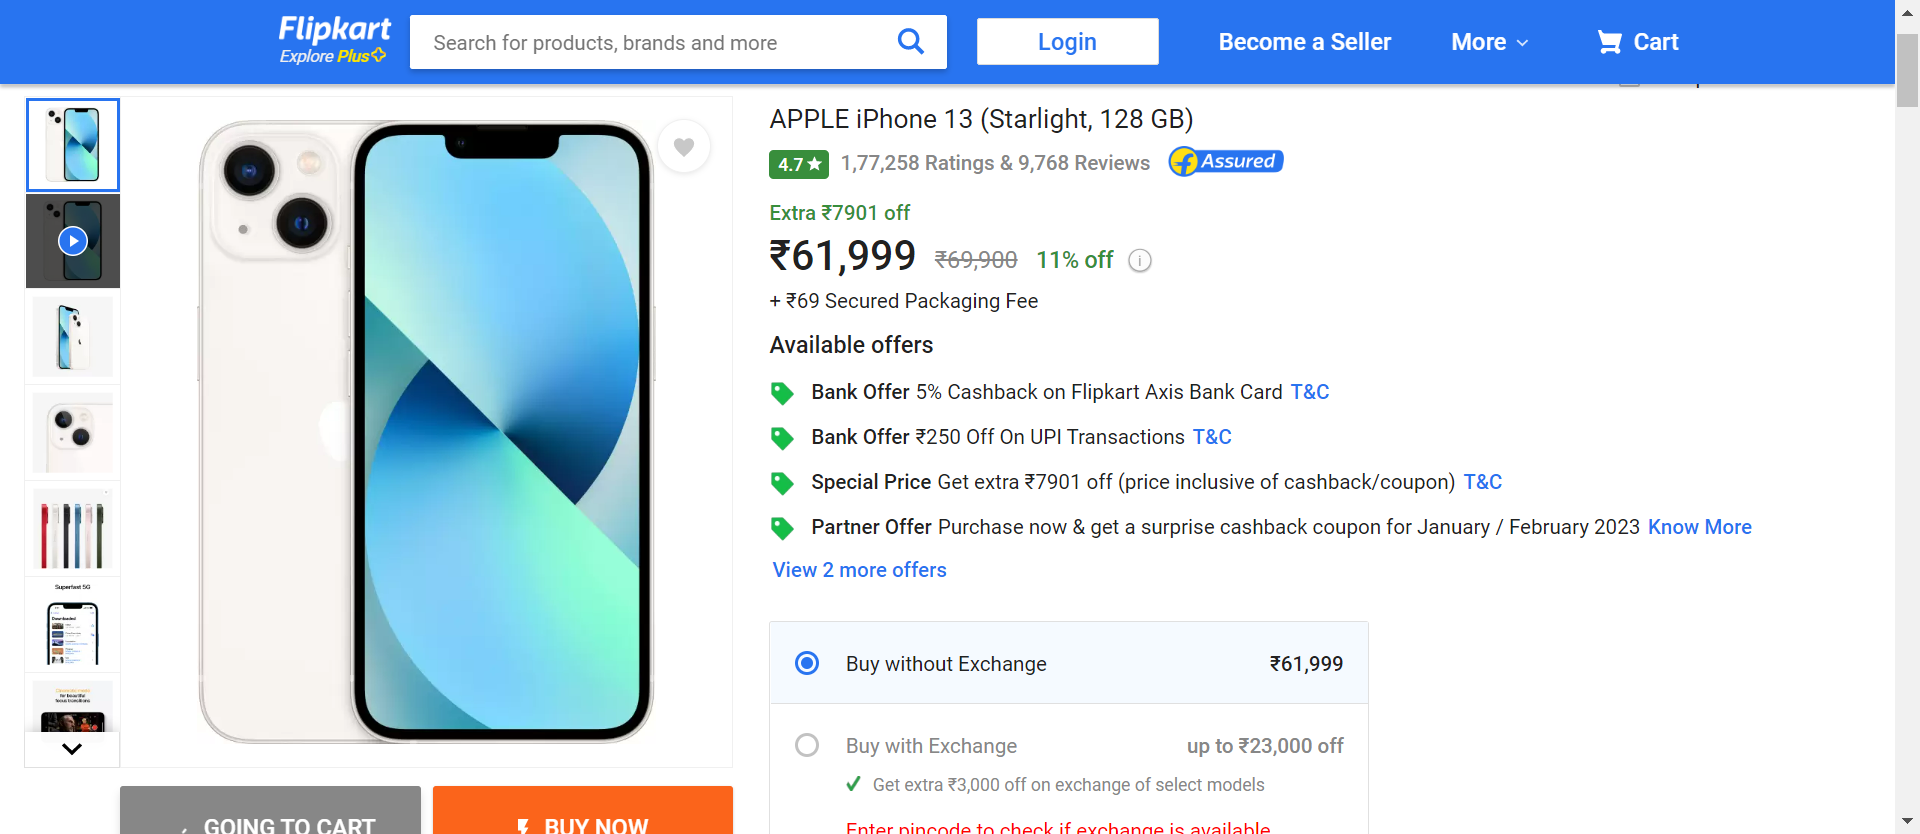 Flipkart
Explore Plus
Search for products, brands and more
Login
Become a Seller
More
Cart
APPLE iPhone 13 (Starlight, 128 GB)
4.7★ 1,77,258 Ratings & 9,768 Reviews Assured
Extra ₹7901 off
₹61,999 ₹69,900 11% off
+ ₹69 Secured Packaging Fee
Available offers
Bank Offer 5% Cashback on Flipkart Axis Bank Card T&C
Bank Offer ₹250 Off On UPI Transactions T&C
Special Price Get extra ₹7901 off (price inclusive of cashback/coupon) T&C
Partner Offer Purchase now & get a surprise cashback coupon for January / February 2023 Know More
View 2 more offers
Buy without Exchange ₹61,999
Buy with Exchange up to ₹23,000 off
Get extra ₹3,000 off on exchange of select models
Enter pincode to check if exchange is available
Superfast 5G
Downloaded
for beautiful
focus transitions
GOING TO CART
BUY NOW